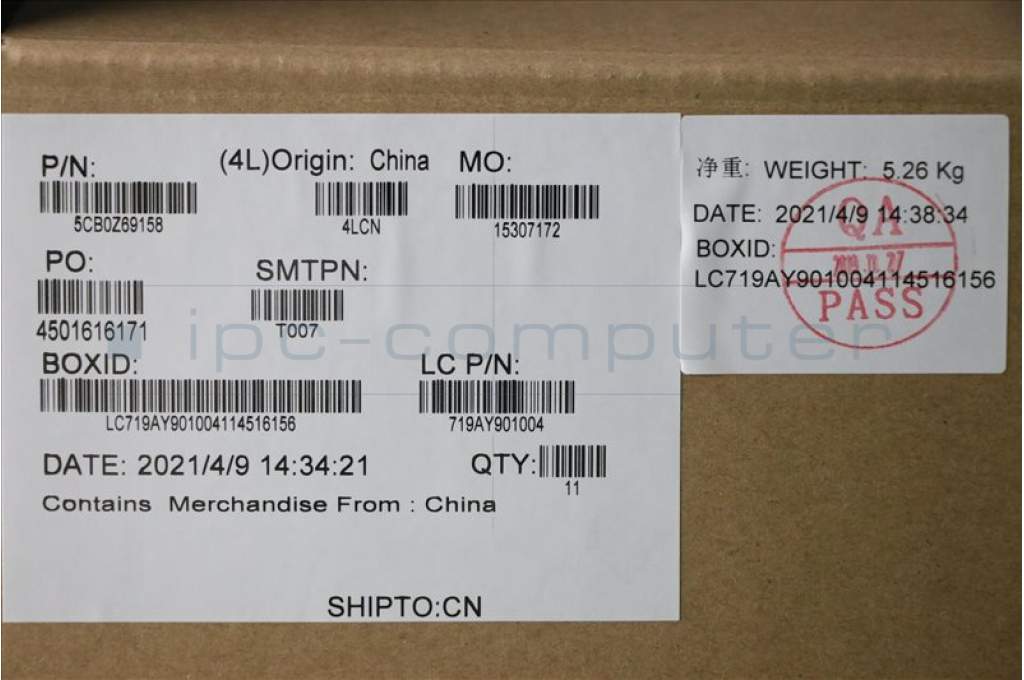 P/N:
5CB0Z69158
(4L)Origin: China
4LCN
MO:
15307172
PO:
4501616171
SMTPN:
T007
BOXID:
LC719AY901004114516156
LC P/N:
719AY901004
DATE: 2021/4/9 14:34:21
QTY:
11
Contains Merchandise From : China
SHIPTO:CN
净重: WEIGHT: 5.26 Kg
DATE: 2021/4/9 14:38:34
BOXID:
LC719AY901004114516156
QA
PASS
ipc-computer